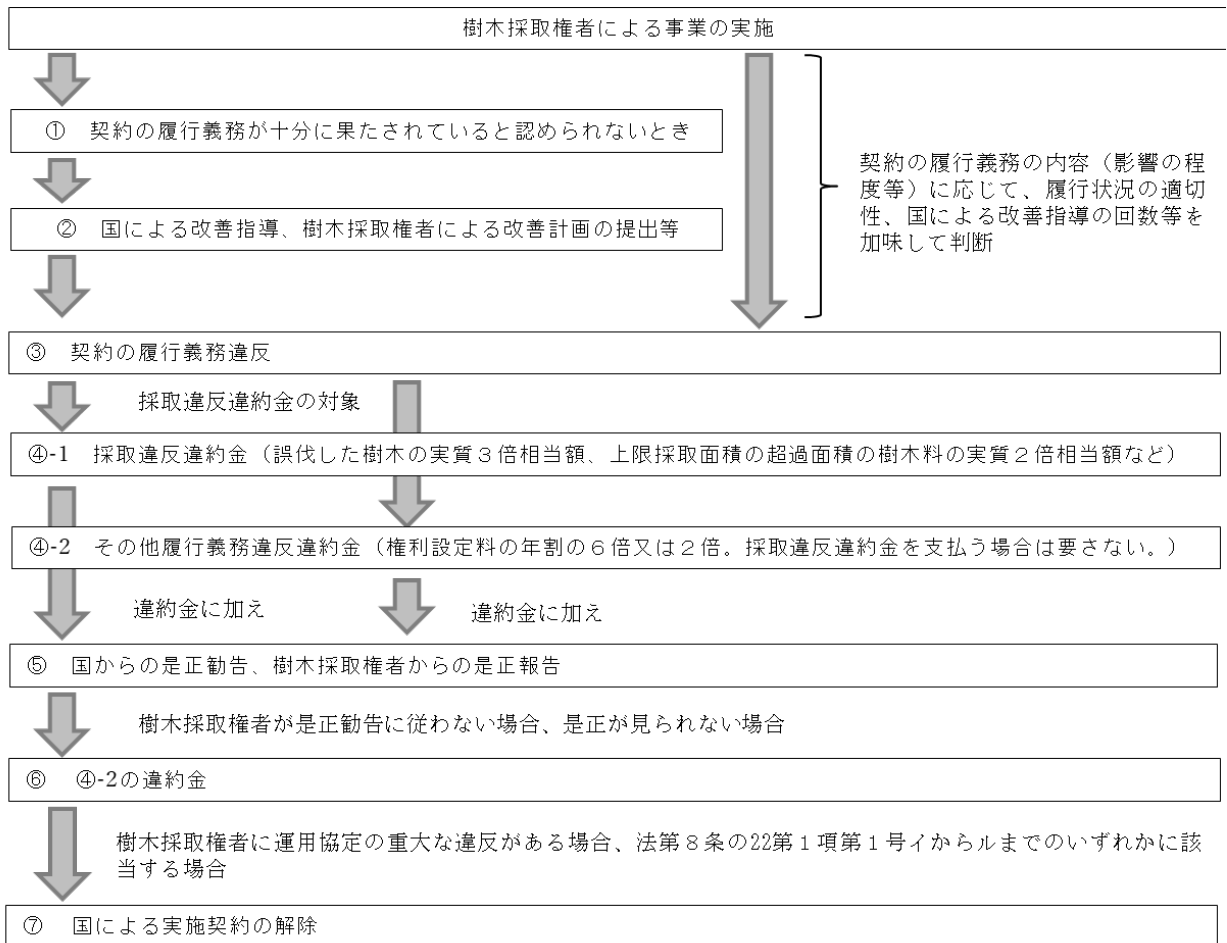 樹木採取権者による事業の実施
① 契約の履行義務が十分に果たされていると認められないとき
契約の履行義務の内容（影響の程
度等）に応じて、履行状況の適切
性、国による改善指導の回数等を
加味して判断
② 国による改善指導、樹木採取権者による改善計画の提出等
③ 契約の履行義務違反
採取違反違約金の対象
④-1 採取違反違約金（誤伐した樹木の実質３倍相当額、上限採取面積の超過面積の樹木料の実質２倍相当額など）
④-2 その他履行義務違反違約金（権利設定料の年割の６倍又は２倍。採取違反違約金を支払う場合は要さない。）
違約金に加え
違約金に加え
⑤ 国からの是正勧告、樹木採取権者からの是正報告
樹木採取権者が是正勧告に従わない場合、是正が見られない場合
⑥ ④-2の違約金
樹木採取権者に運用協定の重大な違反がある場合、法第８条の22第１項第１号イからルまでのいずれかに該
当する場合
⑦ 国による実施契約の解除